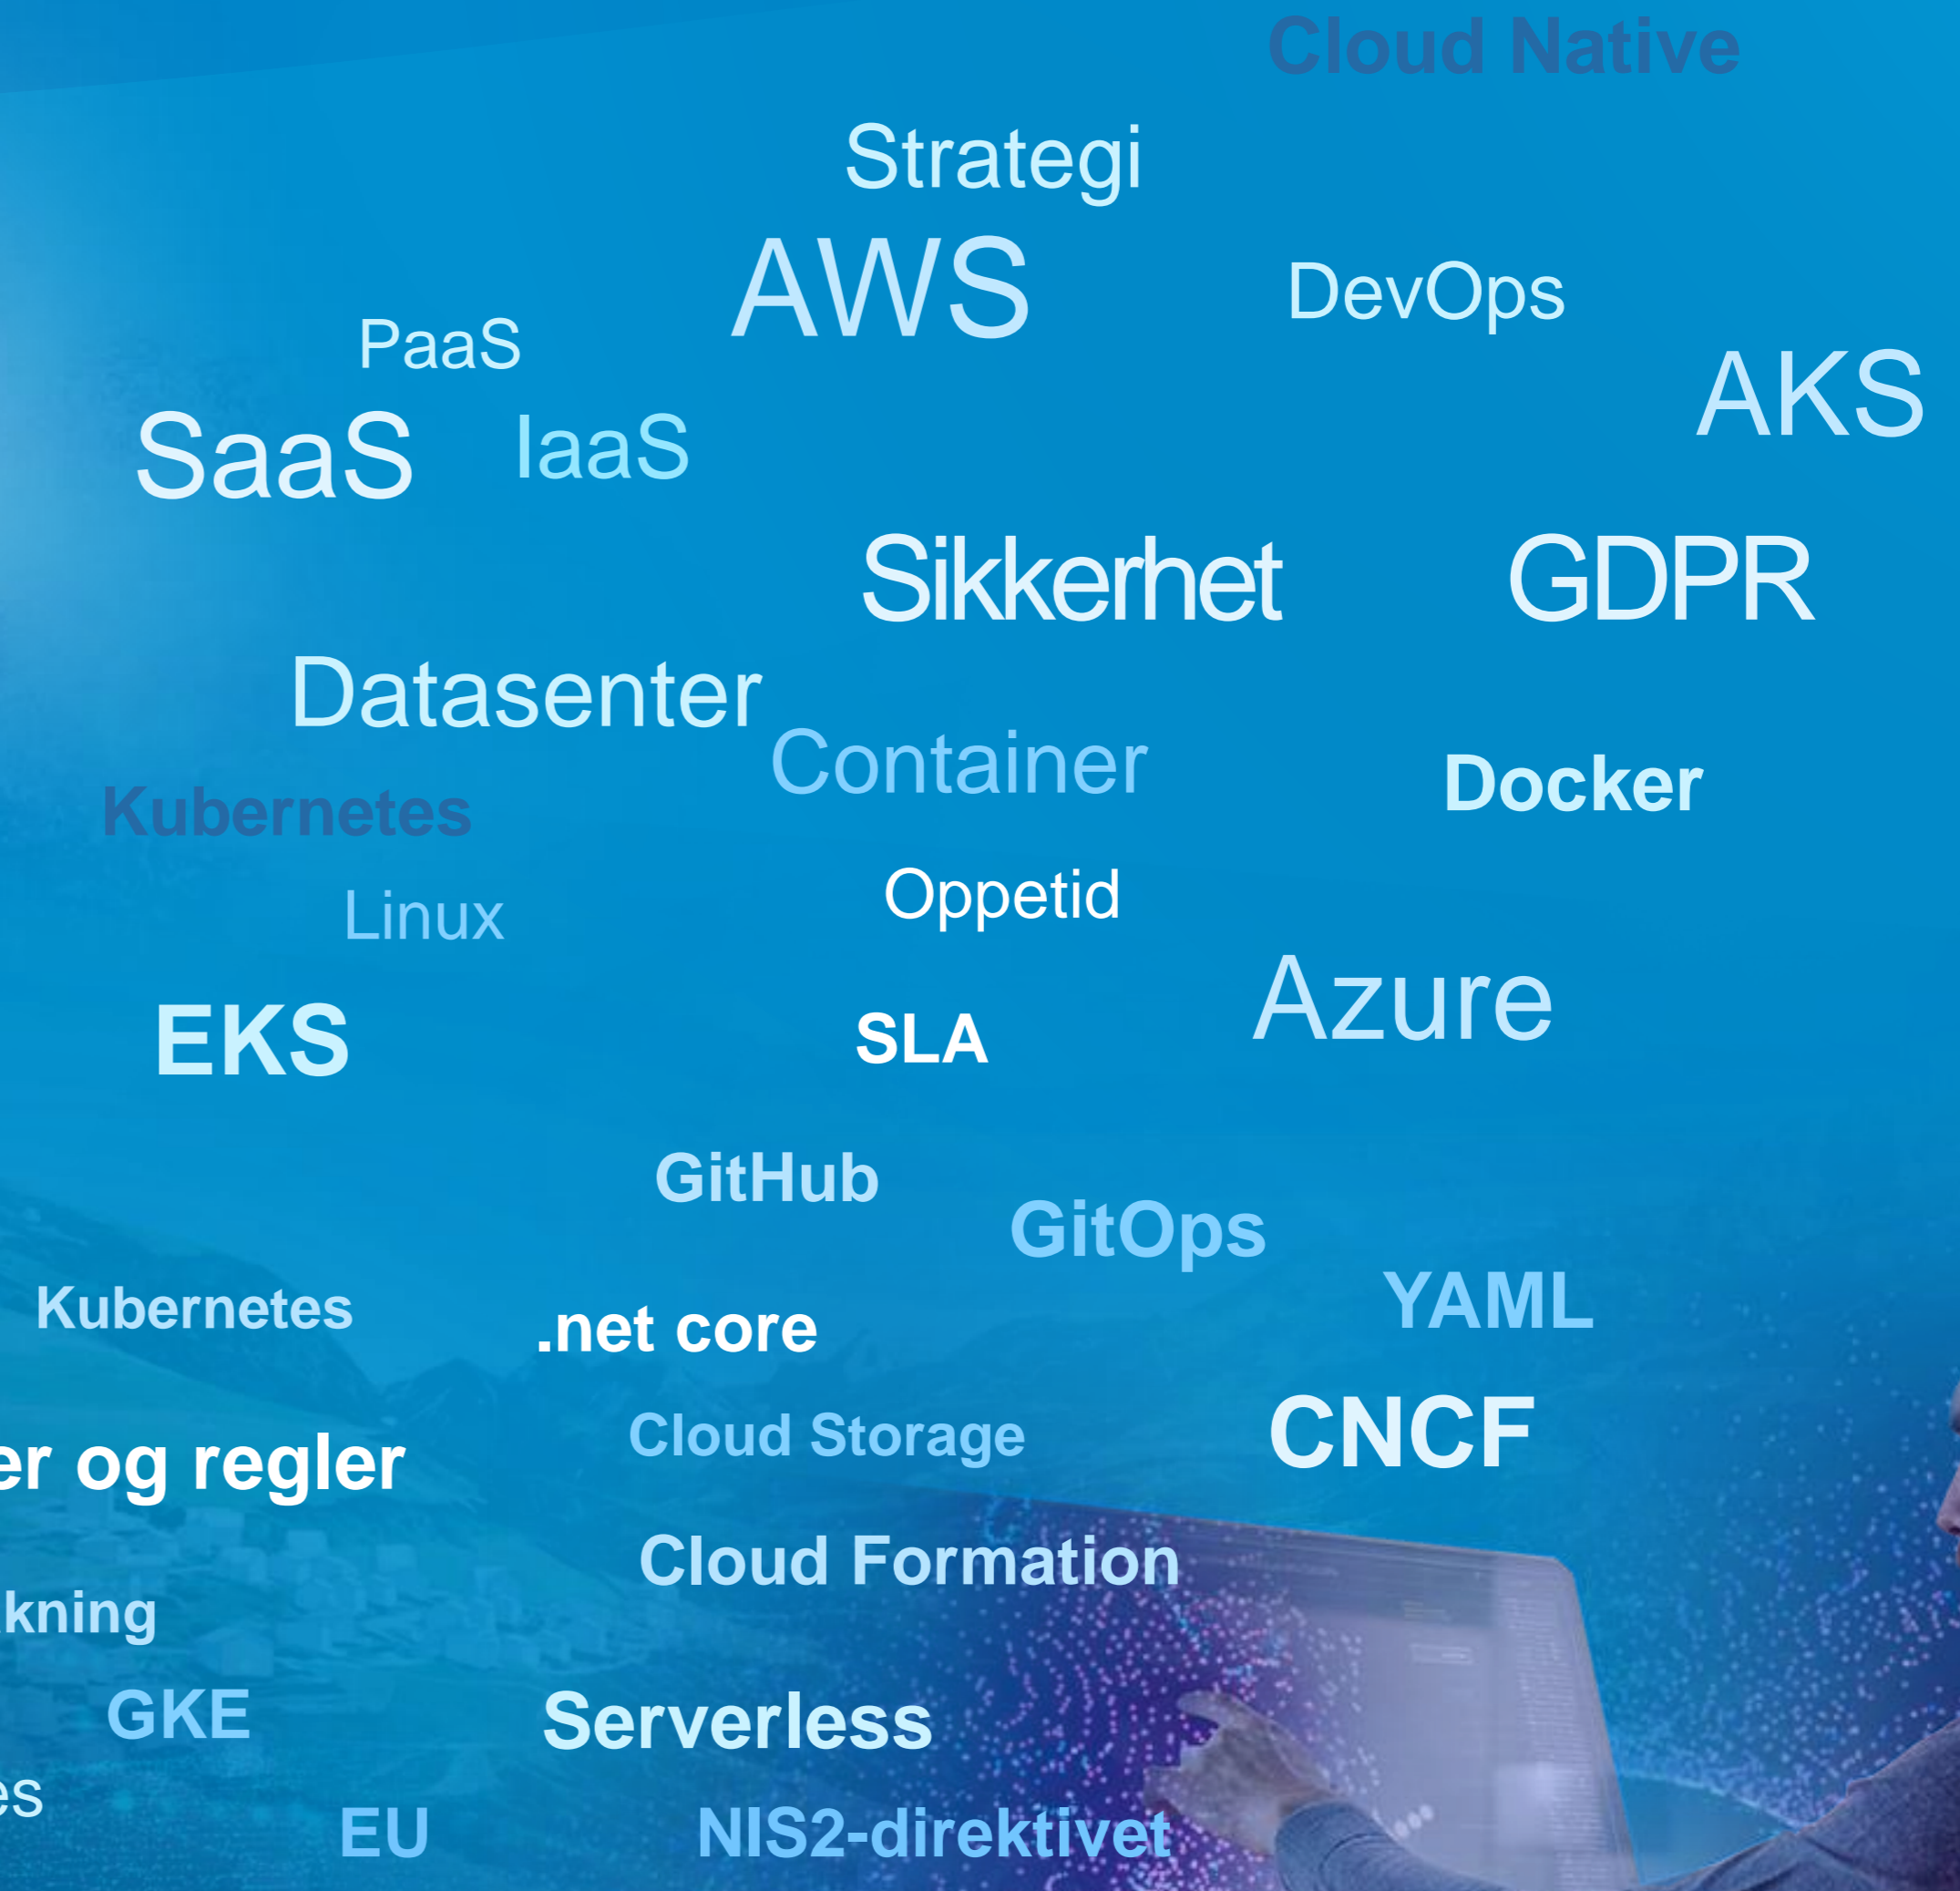 Cloud Native
Strategi
AWS
DevOps
PaaS
AKS
SaaS
IaaS
Sikkerhet
GDPR
Datasenter
Container
Docker
Kubernetes
Oppetid
Linux
Azure
EKS
SLA
GitHub
GitOps
YAML
Kubernetes
.net core
CNCF
Cloud Storage
er og regler
Cloud Formation
kning
GKE
Serverless
es
EU
NIS2-direktivet